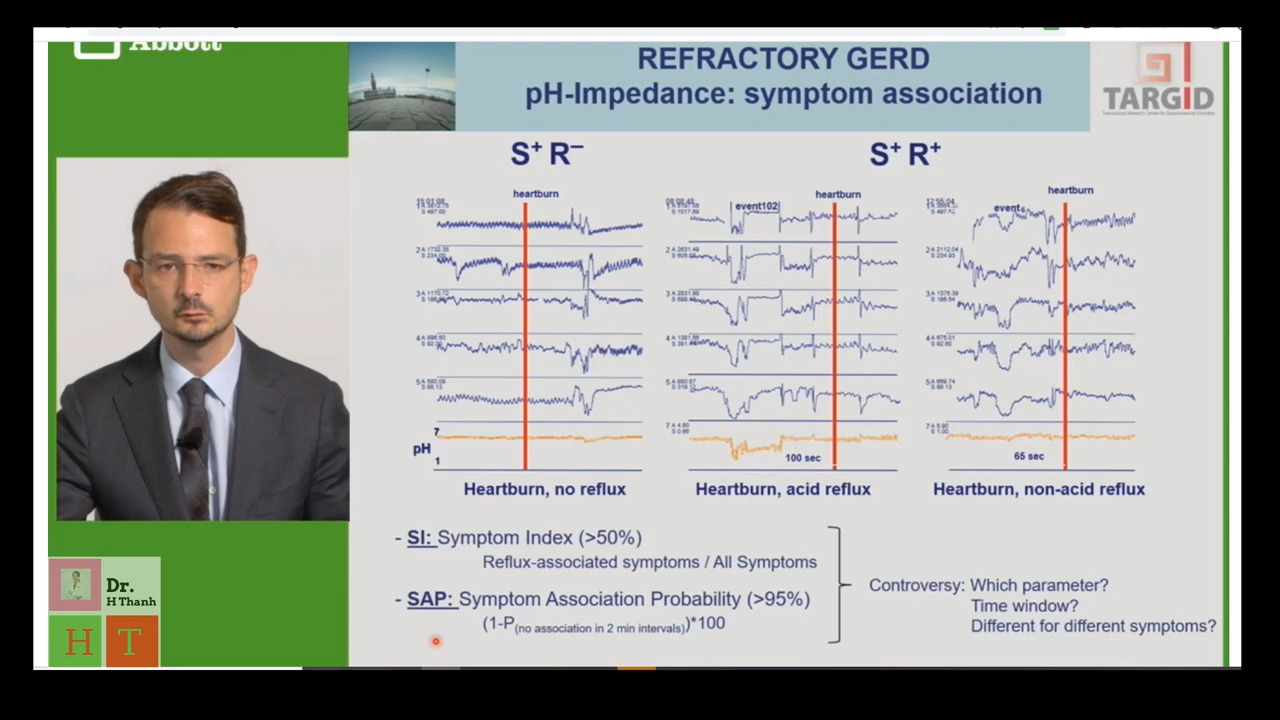 Abbott
REFRACTORY GERD
pH-Impedance: symptom association
TARGID
S+ R–
S+ R+
heartburn
heartburn
heartburn
event102
event
pH
7
1
100 sec
65 sec
Heartburn, no reflux
Heartburn, acid reflux
Heartburn, non-acid reflux
- SI: Symptom Index (>50%)
Reflux-associated symptoms / All Symptoms
- SAP: Symptom Association Probability (>95%)
(1-P(no association in 2 min intervals))*100
Controversy: Which parameter?
Time window?
Different for different symptoms?
Dr.
H Thanh
H T